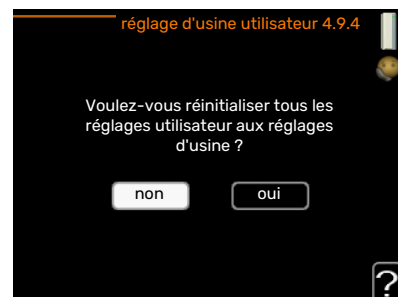 réglage d'usine utilisateur 4.9.4
Voulez-vous réinitialiser tous les
réglages utilisateur aux réglages
d'usine ?
non oui
?